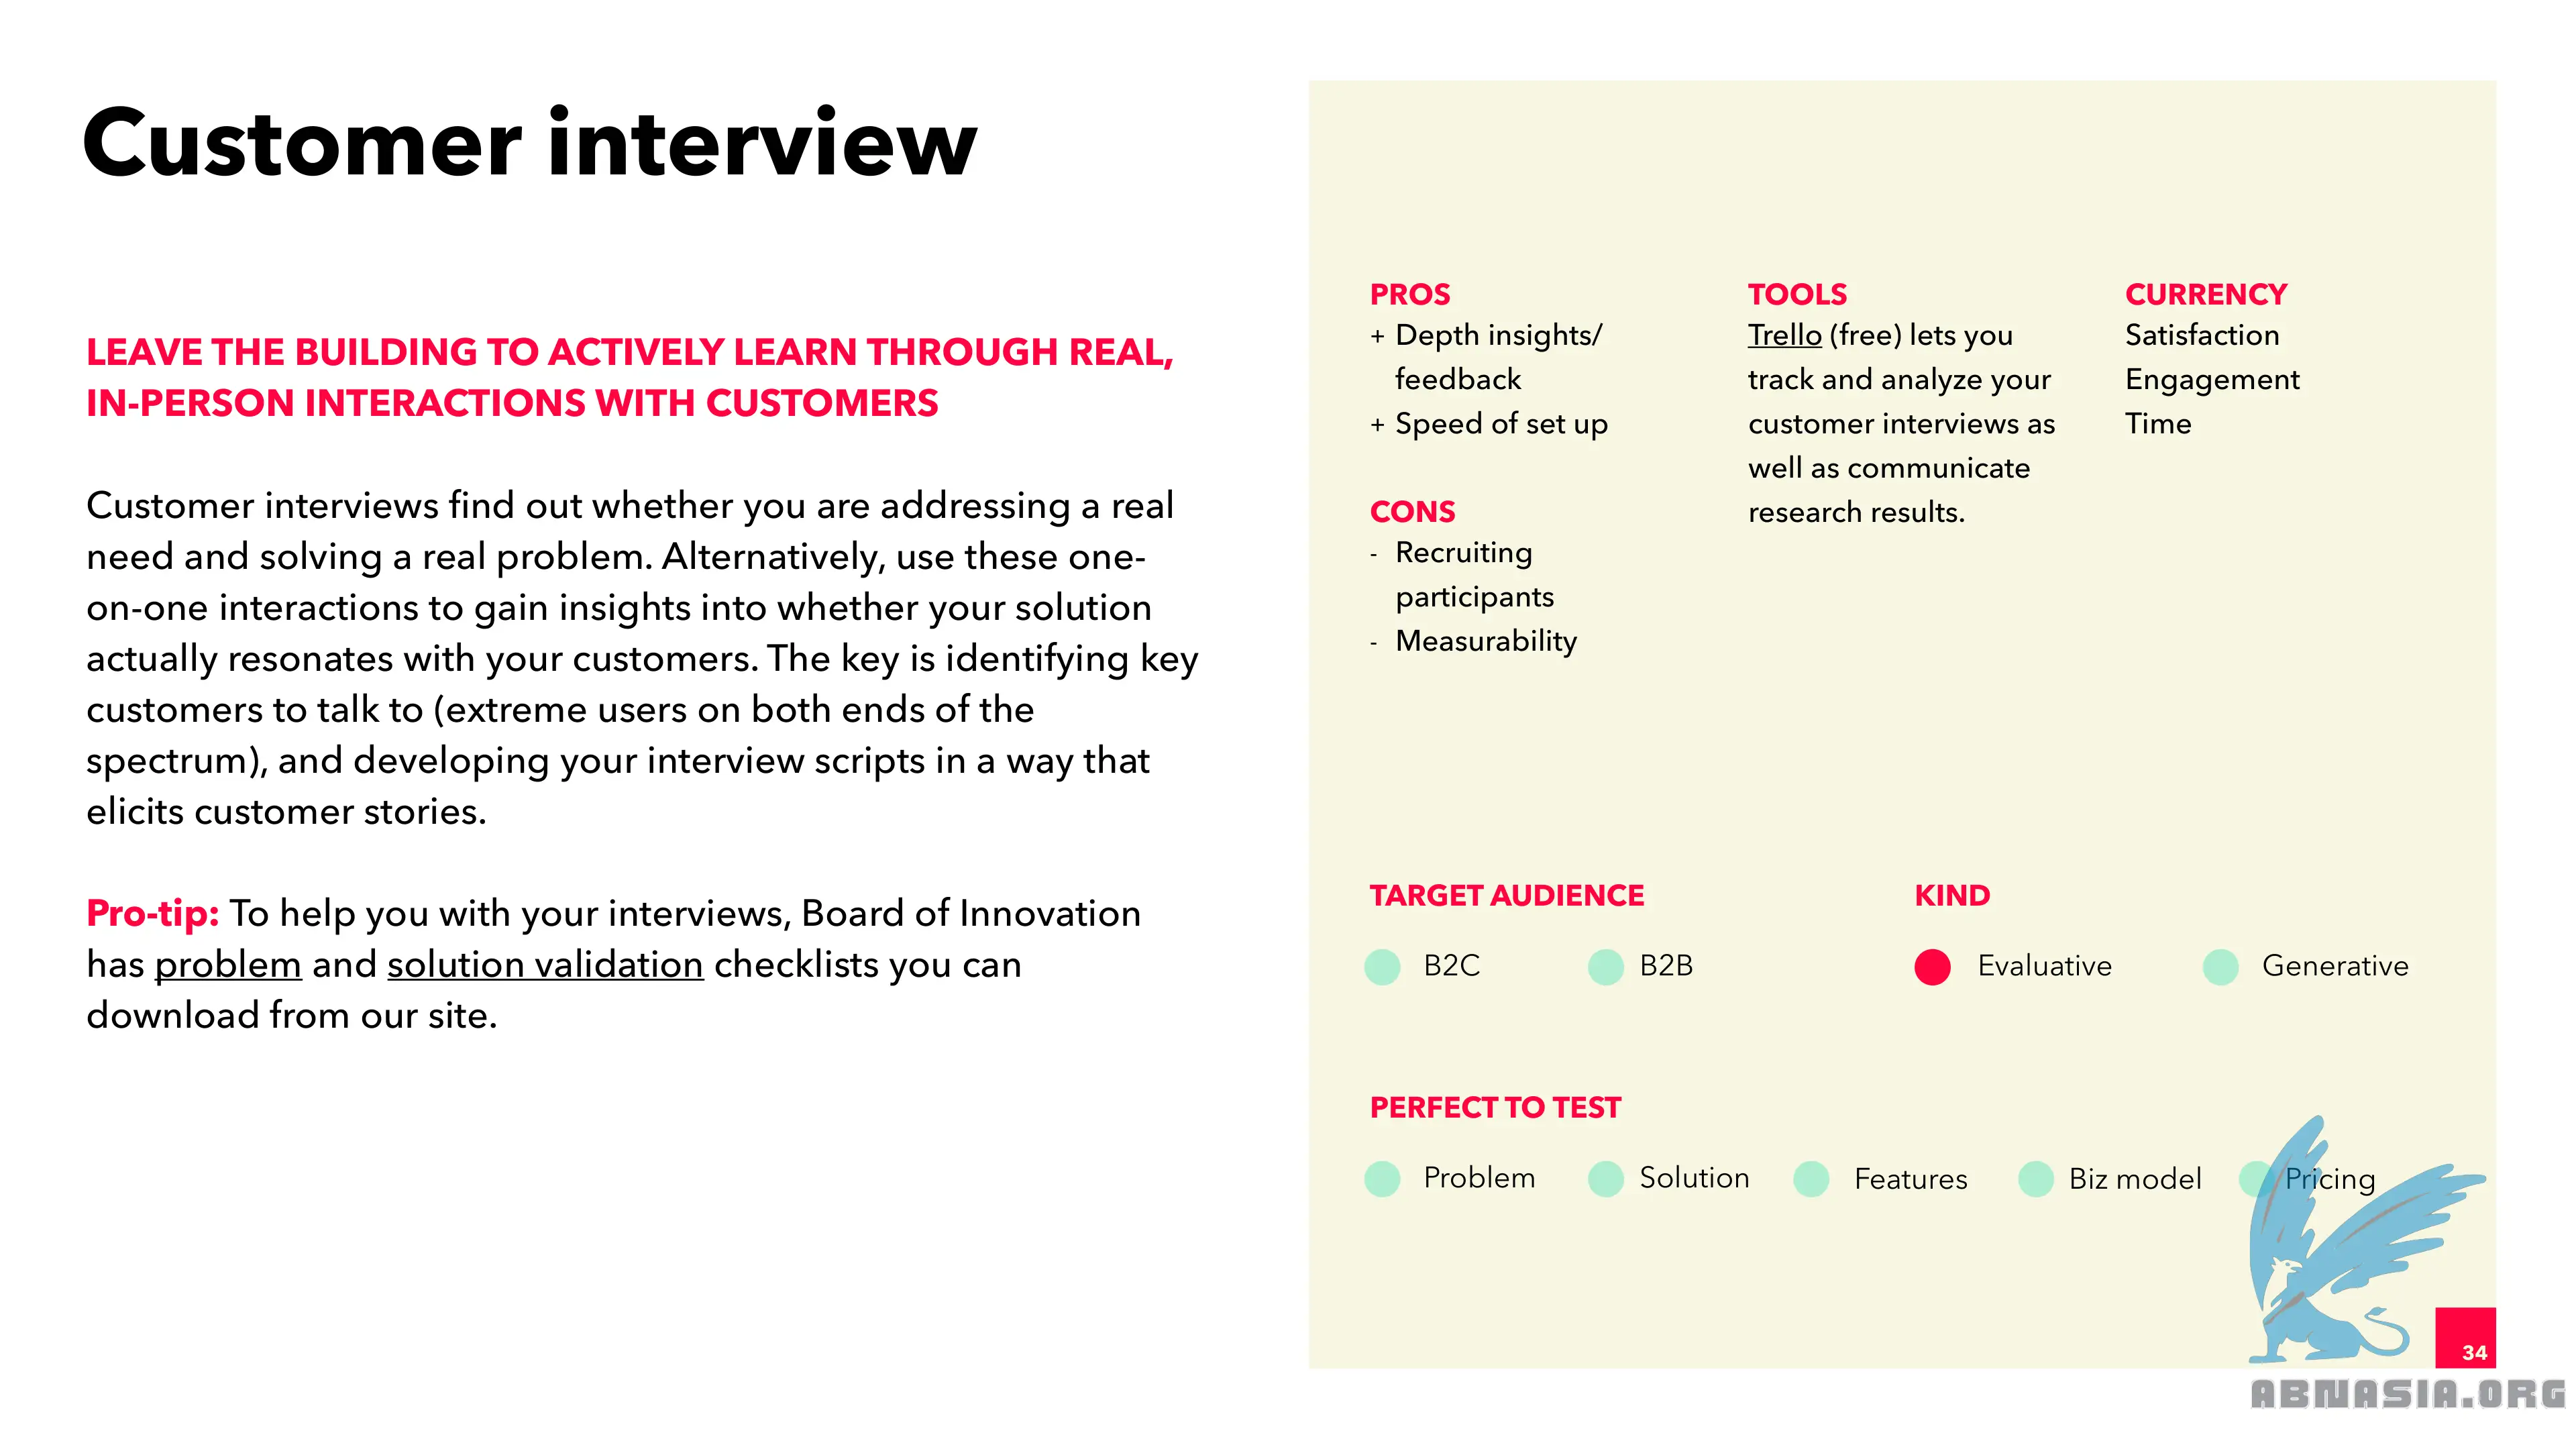 Customer interview
LEAVE THE BUILDING TO ACTIVELY LEARN THROUGH REAL,
IN-PERSON INTERACTIONS WITH CUSTOMERS
Customer interviews find out whether you are addressing a real
need and solving a real problem. Alternatively, use these one-
on-one interactions to gain insights into whether your solution
actually resonates with your customers. The key is identifying key
customers to talk to (extreme users on both ends of the
spectrum), and developing your interview scripts in a way that
elicits customer stories.
Pro-tip: To help you with your interviews, Board of Innovation
has problem and solution validation checklists you can
download from our site.
PROS
+ Depth insights/
feedback
+ Speed of set up
CONS
- Recruiting
participants
- Measurability
TOOLS
Trello (free) lets you
track and analyze your
customer interviews as
well as communicate
research results.
CURRENCY
Satisfaction
Engagement
Time
TARGET AUDIENCE
B2C B2B
KIND
Evaluative Generative
PERFECT TO TEST
Problem Solution Features Biz model Pricing
34
ABNASIA.ORG